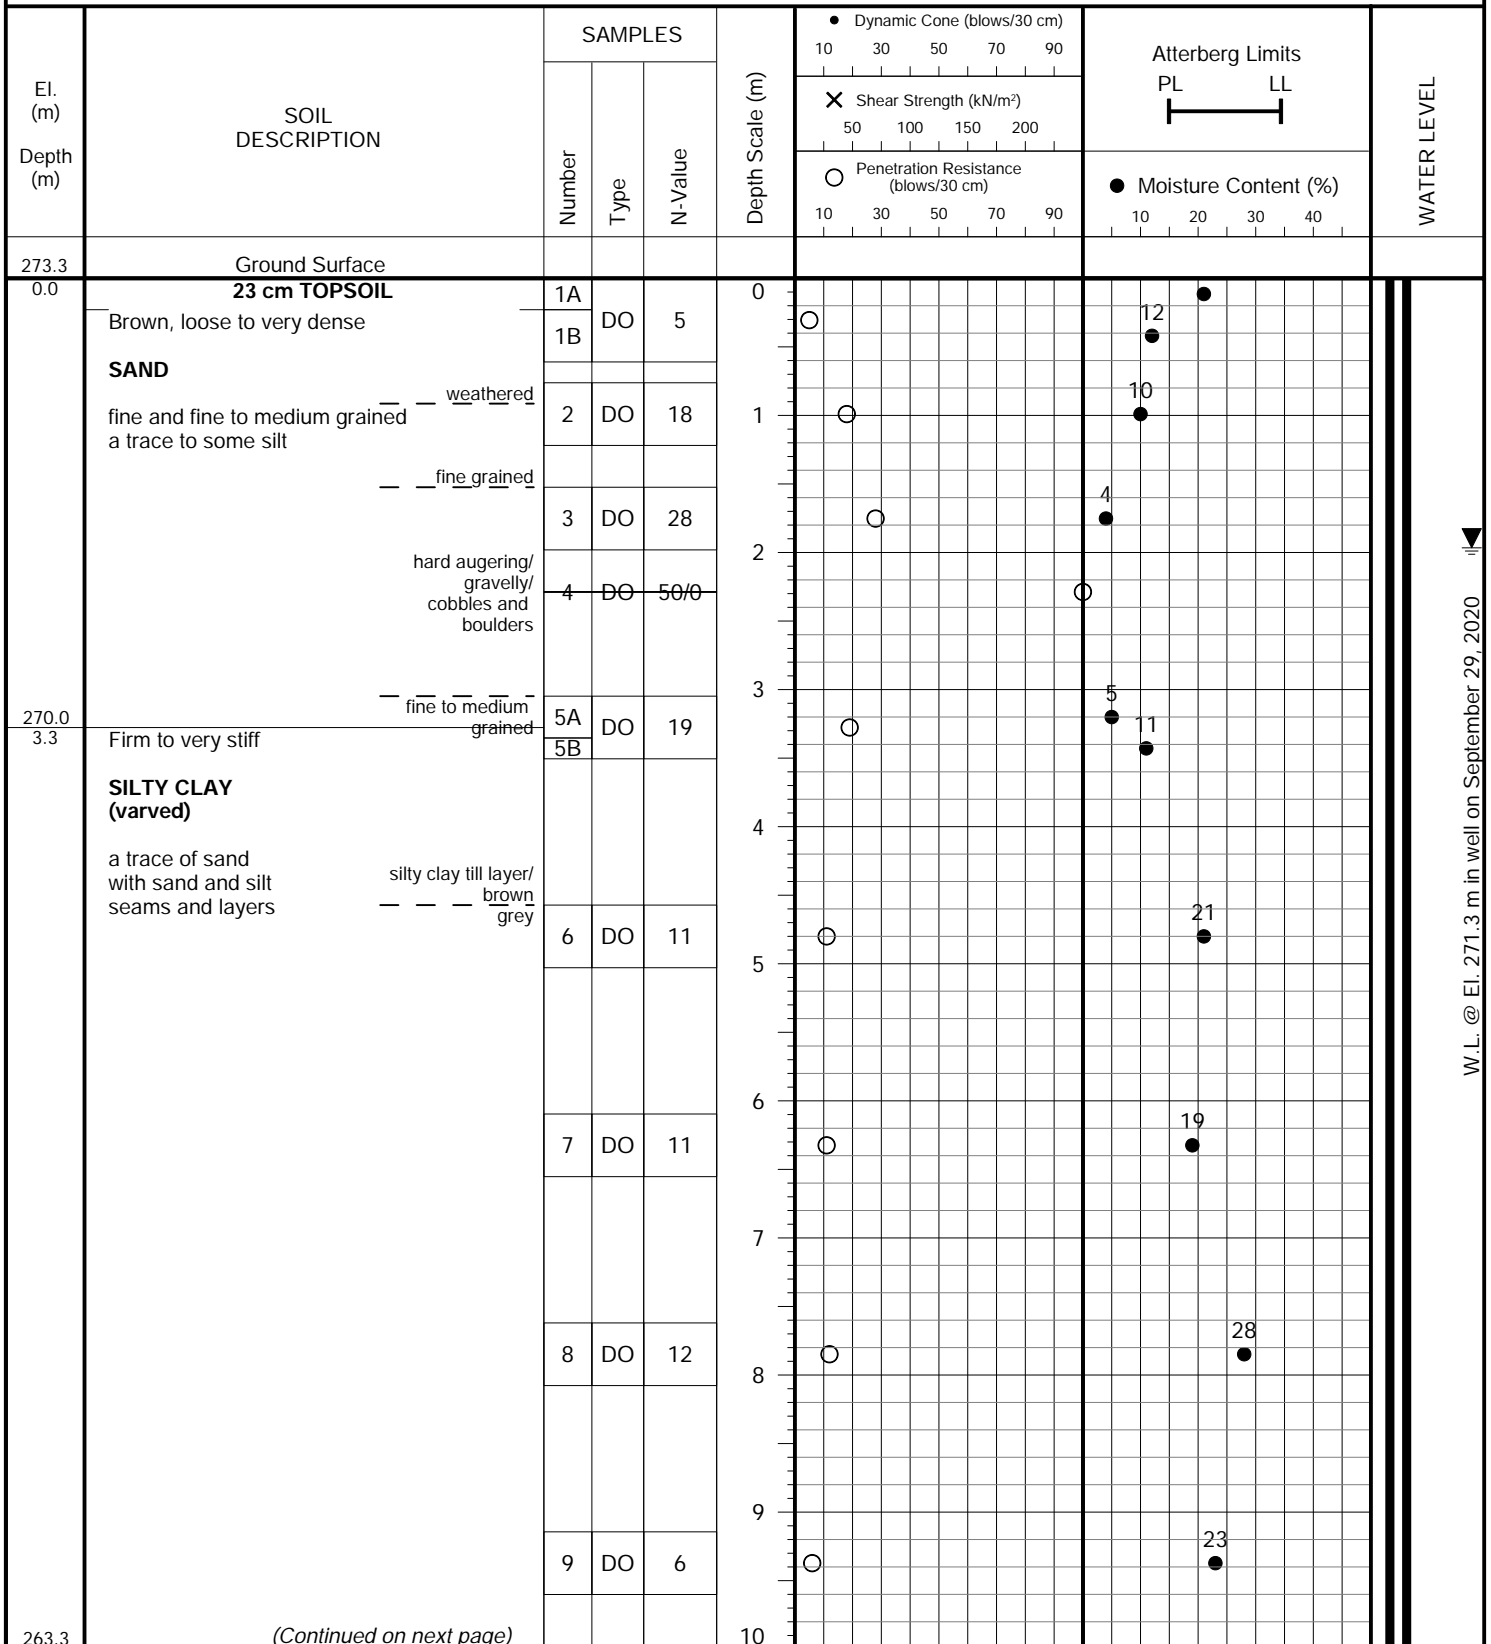 El.
(m)
Depth
(m)
SOIL
DESCRIPTION
SAMPLES
Number
Type
N-Value
Depth Scale (m)
Dynamic Cone (blows/30 cm)
10 30 50 70 90
Shear Strength (kN/m²)
50 100 150 200
Penetration Resistance
(blows/30 cm)
10 30 50 70 90
Atterberg Limits
PL LL
Moisture Content (%)
10 20 30 40
WATER LEVEL
273.3 Ground Surface
0.0 23 cm TOPSOIL 1A 0
Brown, loose to very dense DO 5 12
1B
SAND
weathered 10
fine and fine to medium grained 2 DO 18 1
a trace to some silt
fine grained
4
3 DO 28
2
hard augering/
gravelly/
4 DO 50/0
cobbles and
boulders
3 5
fine to medium
270.0 grained 5A DO 19 11
3.3 Firm to very stiff 5B
SILTY CLAY
(varved)
4
a trace of sand
with sand and silt
seams and layers
silty clay till layer/
brown
grey
21
6 DO 11
5
6
19
7 DO 11
7
28
8 DO 12
8
9
23
9 DO 6
263.3 (Continued on next page) 10
W.L. @ El. 271.3 m in well on September 29, 2020